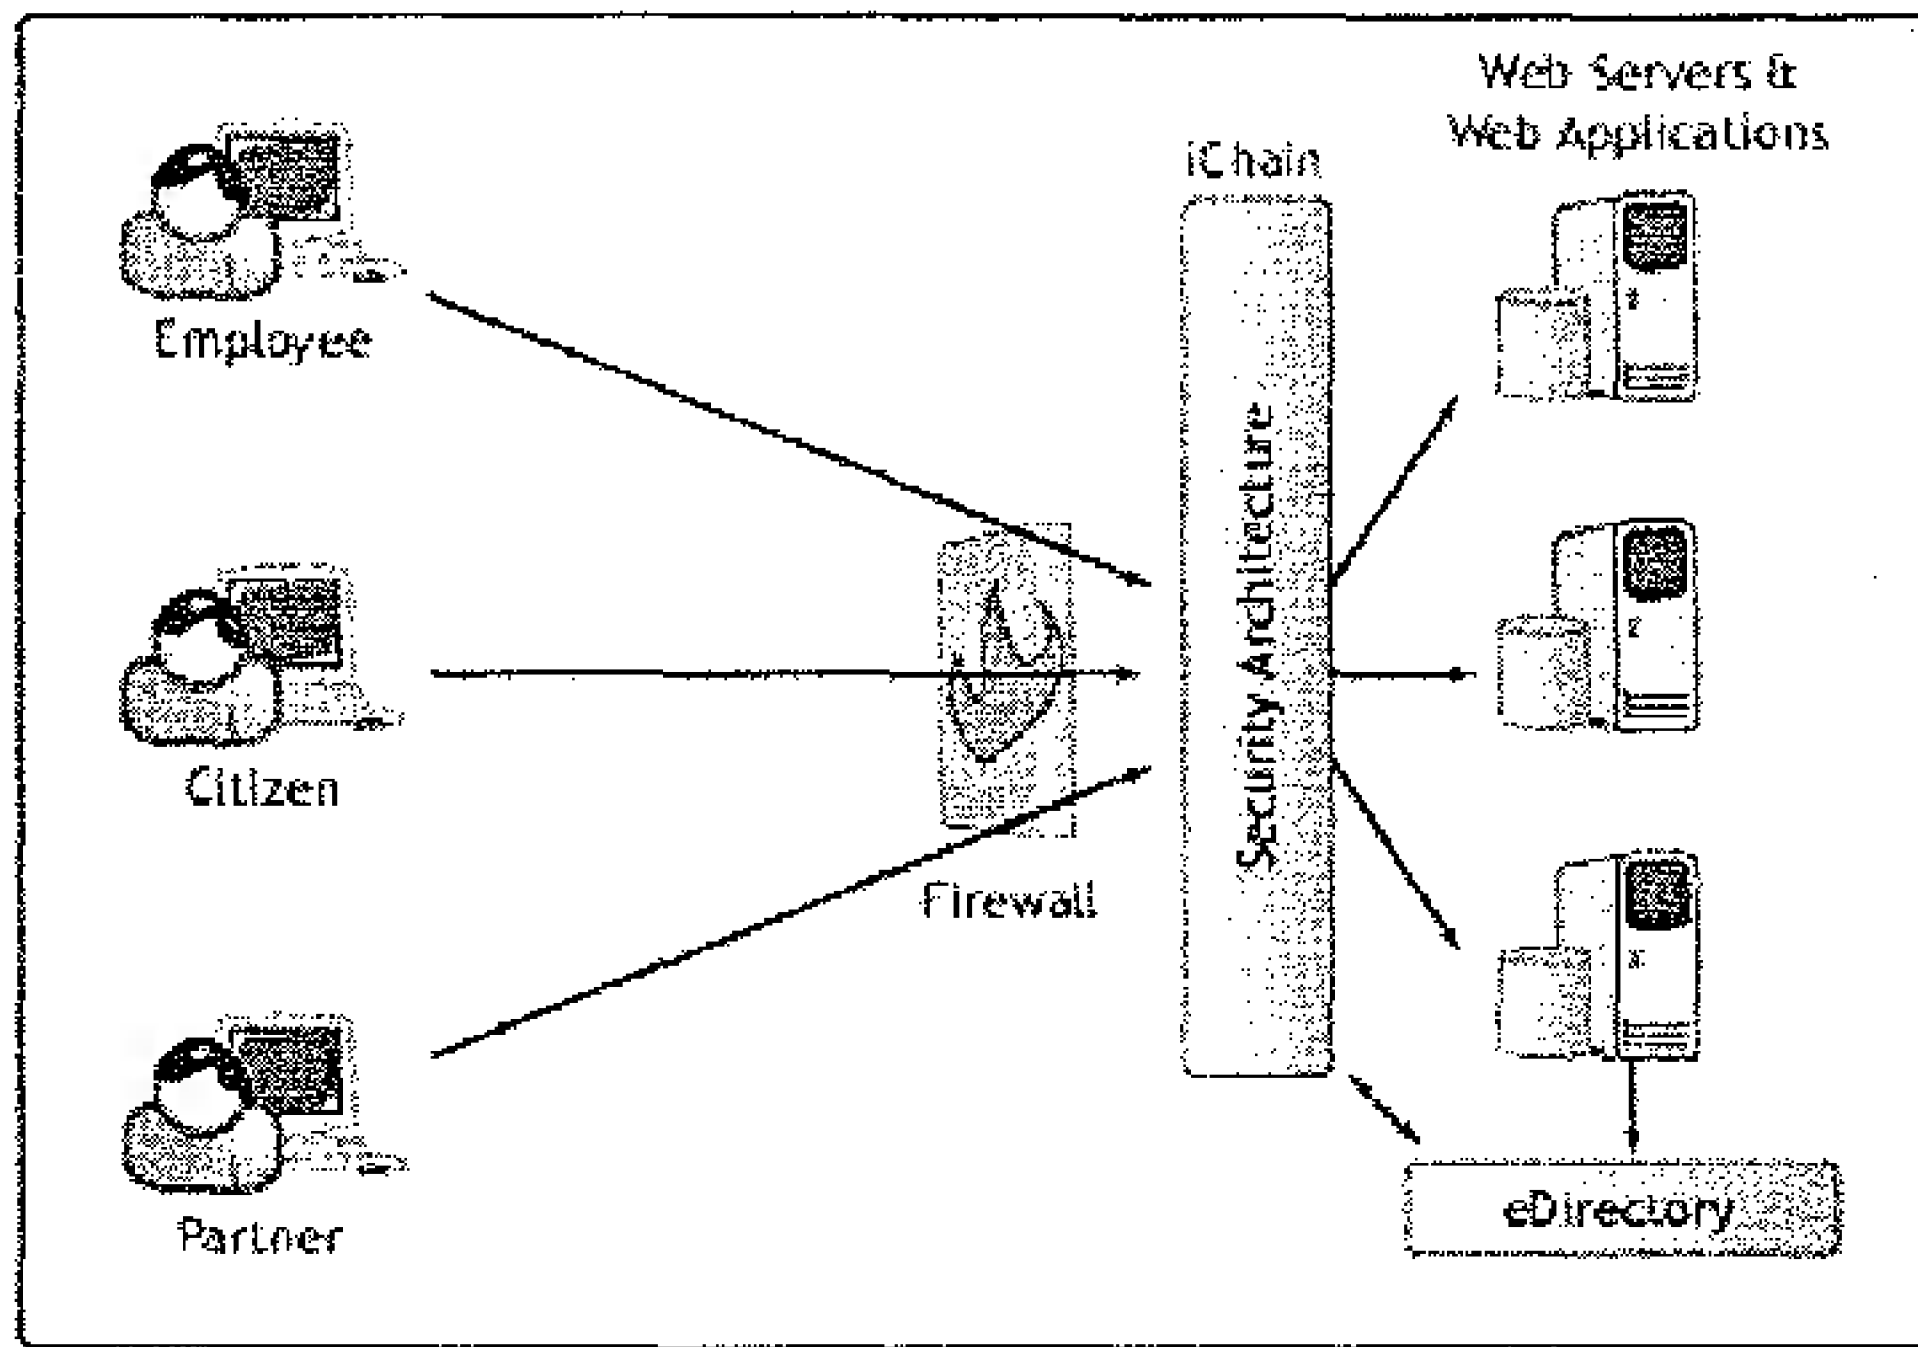 Web Servers &
Web Applications
iChain
Employee
Security Architecture
Citizen
Firewall
Partner
eDirectory